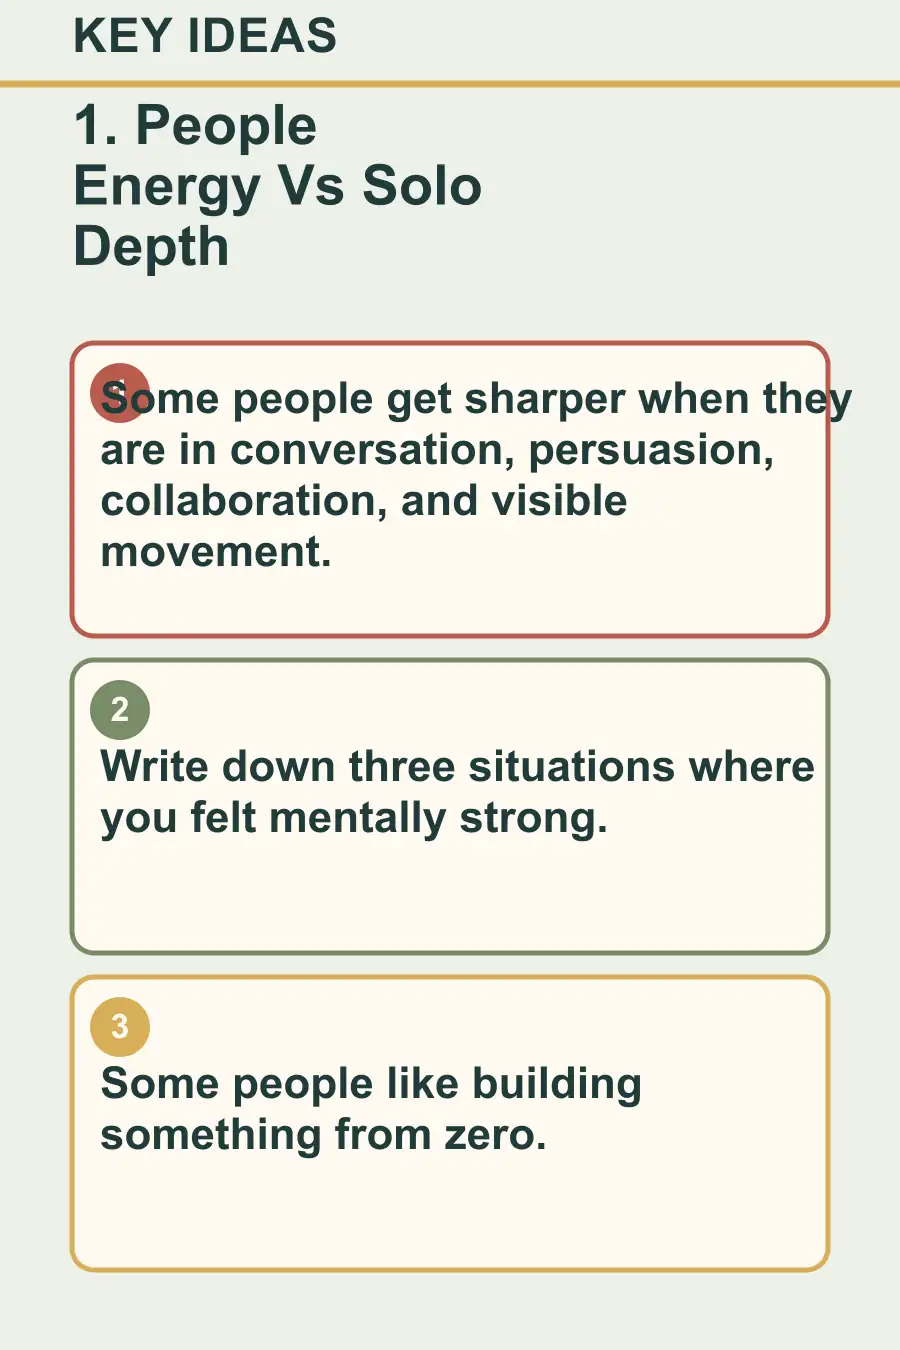 KEY IDEAS
1. People
Energy Vs Solo
Depth
Some people get sharper when they
are in conversation, persuasion,
collaboration, and visible
movement.
2
Write down three situations where
you felt mentally strong.
3
Some people like building
something from zero.